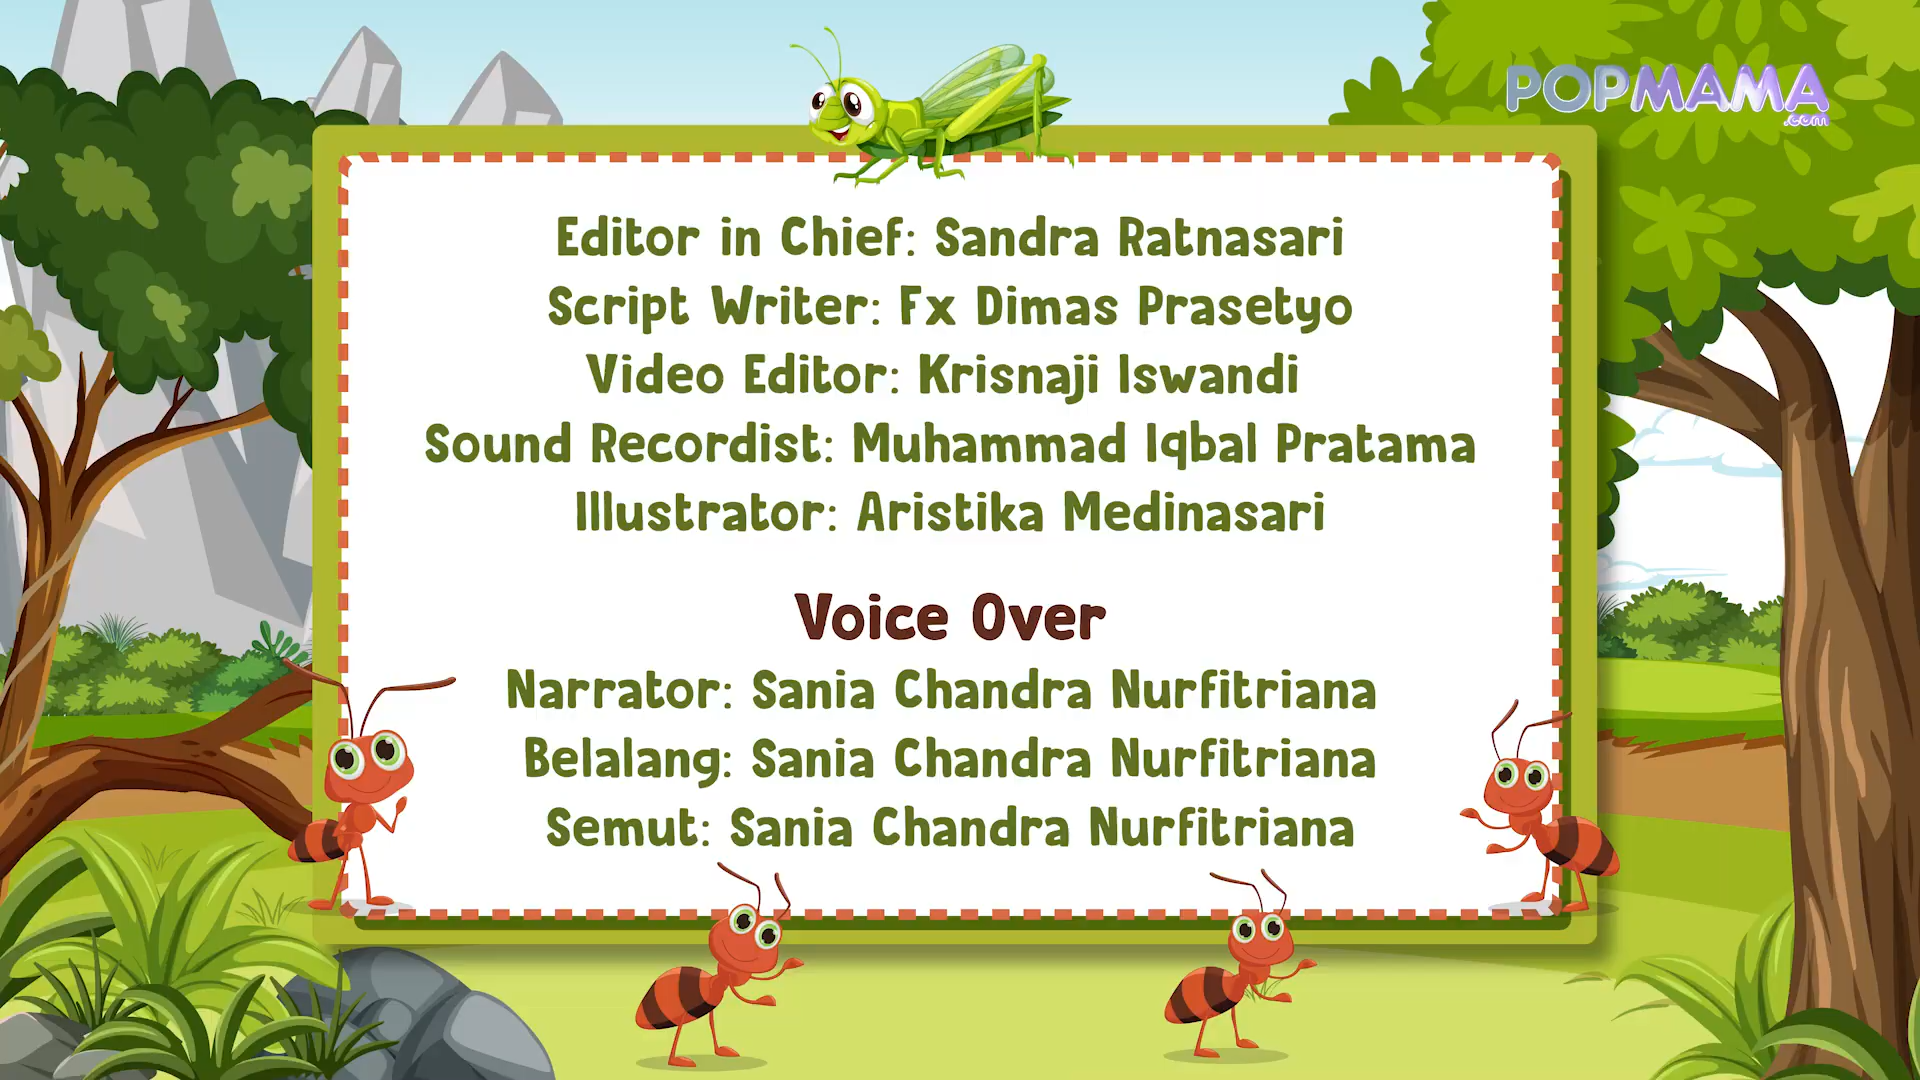 POPMAMA
.com
Editor in Chief: Sandra Ratnasari
Script Writer: Fx Dimas Prasetyo
Video Editor: Krisnaji Iswandi
Sound Recordist: Muhammad Iqbal Pratama
Illustrator: Aristika Medinasari
Voice Over
Narrator: Sania Chandra Nurfitriana
Belalang: Sania Chandra Nurfitriana
Semut: Sania Chandra Nurfitriana